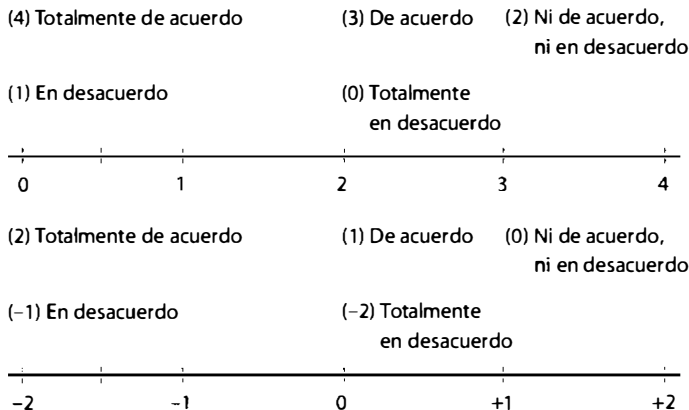 (4) Totalmente de acuerdo (3) De acuerdo (2) Ni de acuerdo,
ni en desacuerdo
(1) En desacuerdo (0) Totalmente
en desacuerdo
0 1 2 3 4
(2) Totalmente de acuerdo (1) De acuerdo (0) Ni de acuerdo,
ni en desacuerdo
(–1) En desacuerdo (–2) Totalmente
en desacuerdo
–2 –1 0 +1 +2